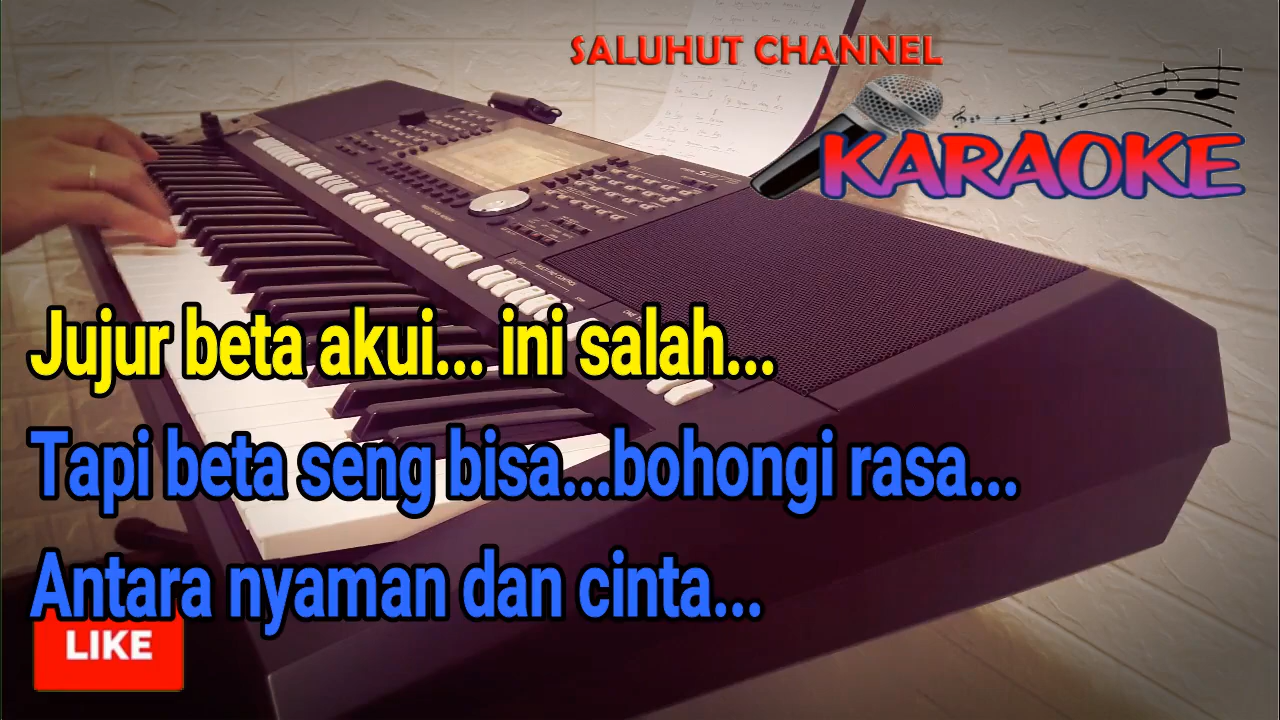 SALUHUT CHANNEL
KARAOKE
Jujur beta akui... ini salah...
Tapi beta seng bisa...bohongi rasa...
Antara nyaman dan cinta...
LIKE